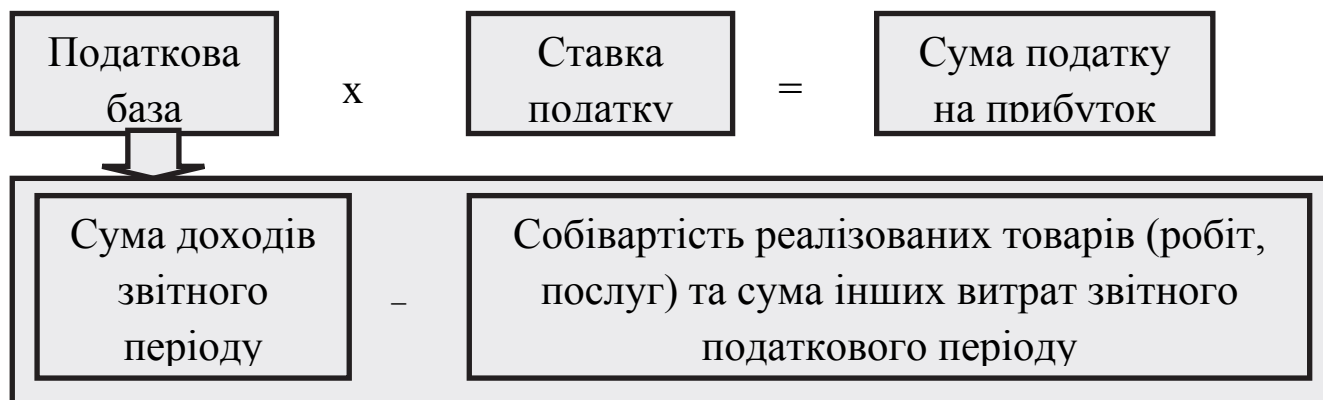 Податкова
база
x
Ставка
податку
=
Сума податку
на прибуток
Сума доходів
звітного
періоду
–
Собівартість реалізованих товарів (робіт,
послуг) та сума інших витрат звітного
податкового періоду